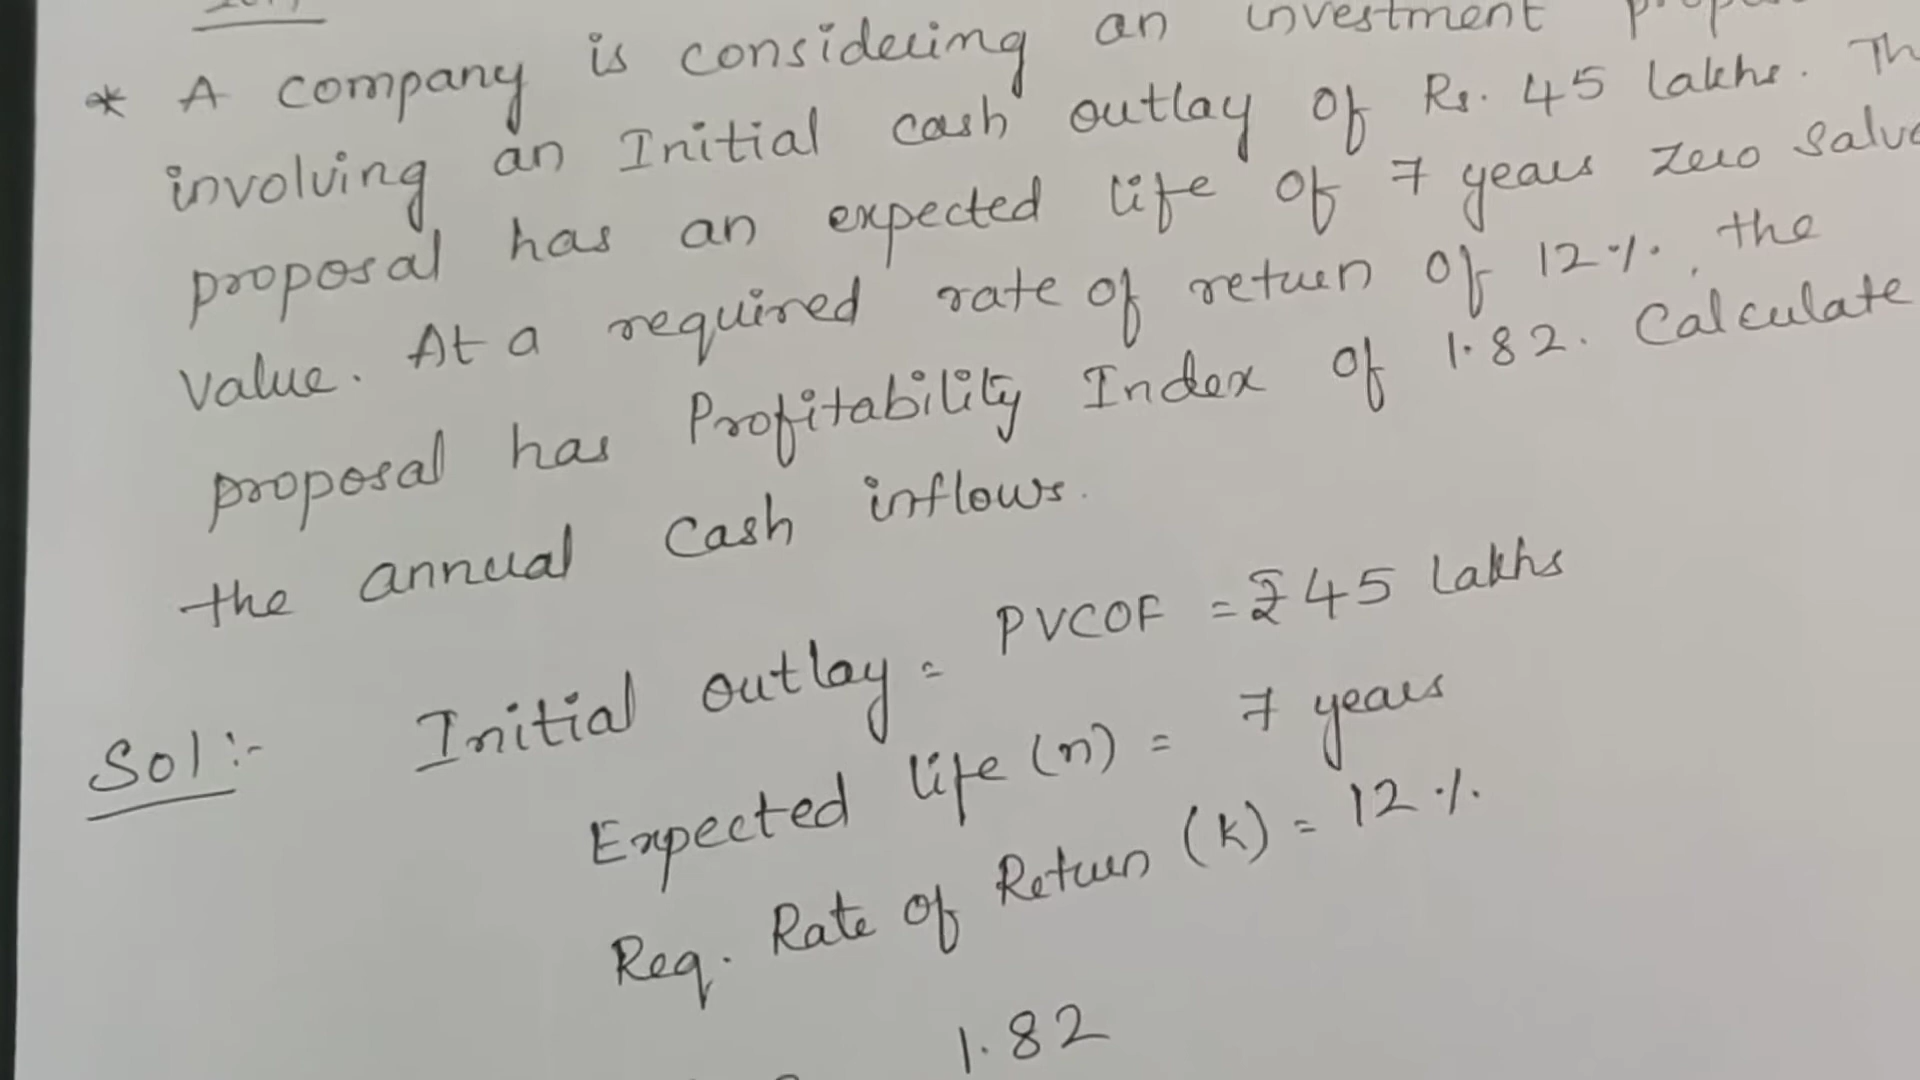 * A company is considering an investment
involving an Initial cash outlay of Rs. 45 lakhs. Th
proposal has an expected life of 7 years zero salva
value. At a required rate of return of 12%, the
proposal has Profitability Index of 1.82. Calculate
the annual cash inflows.
Sol:- Initial outlay = PVCOF = ₹45 Lakhs
Expected life (n) = 7 years
Req. Rate of Return (K) = 12%
1.82